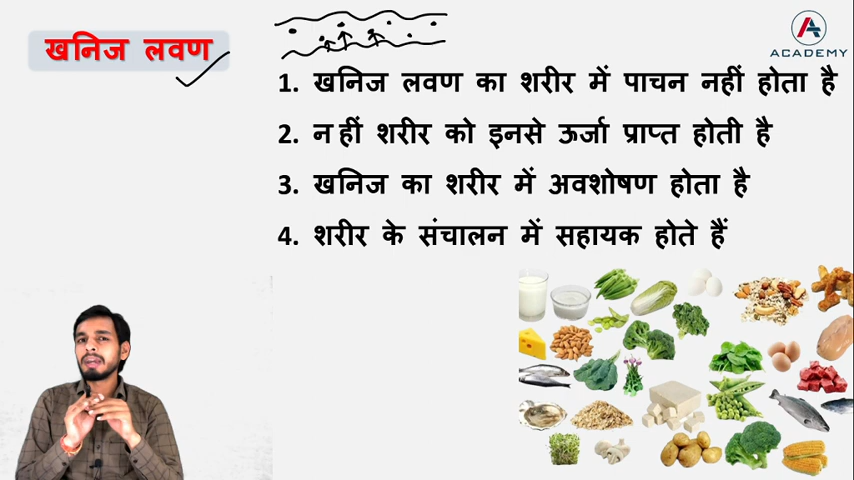 खनिज लवण
ACADEMY
1. खनिज लवण का शरीर में पाचन नहीं होता है
2. नहीं शरीर को इनसे ऊर्जा प्राप्त होती है
3. खनिज का शरीर में अवशोषण होता है
4. शरीर के संचालन में सहायक होते हैं